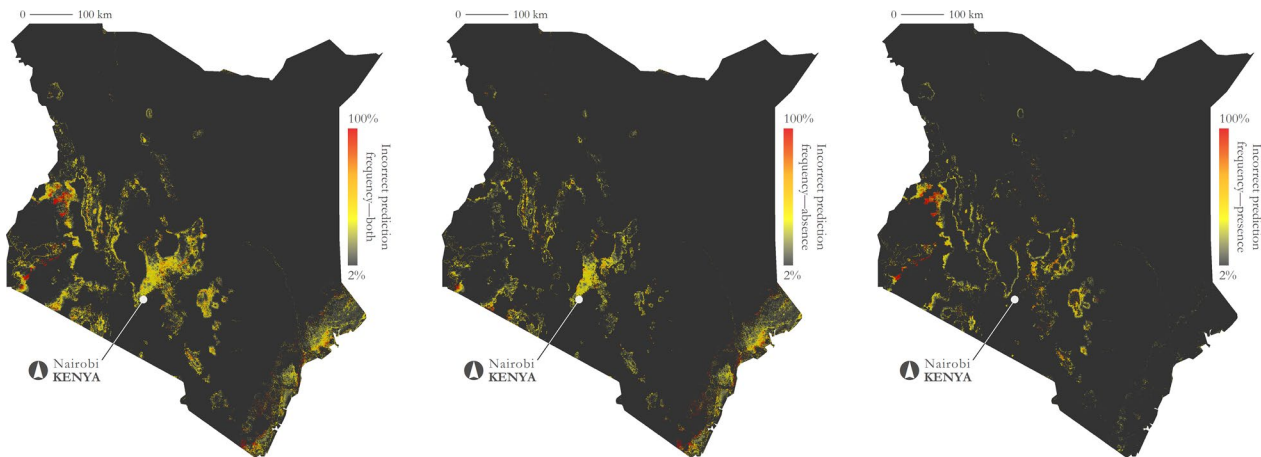 0 100 km
100%
Incorrect prediction
frequency—both
2%
Nairobi
KENYA
0 100 km
100%
Incorrect prediction
frequency—absence
2%
Nairobi
KENYA
0 100 km
100%
Incorrect prediction
frequency—presence
2%
Nairobi
KENYA